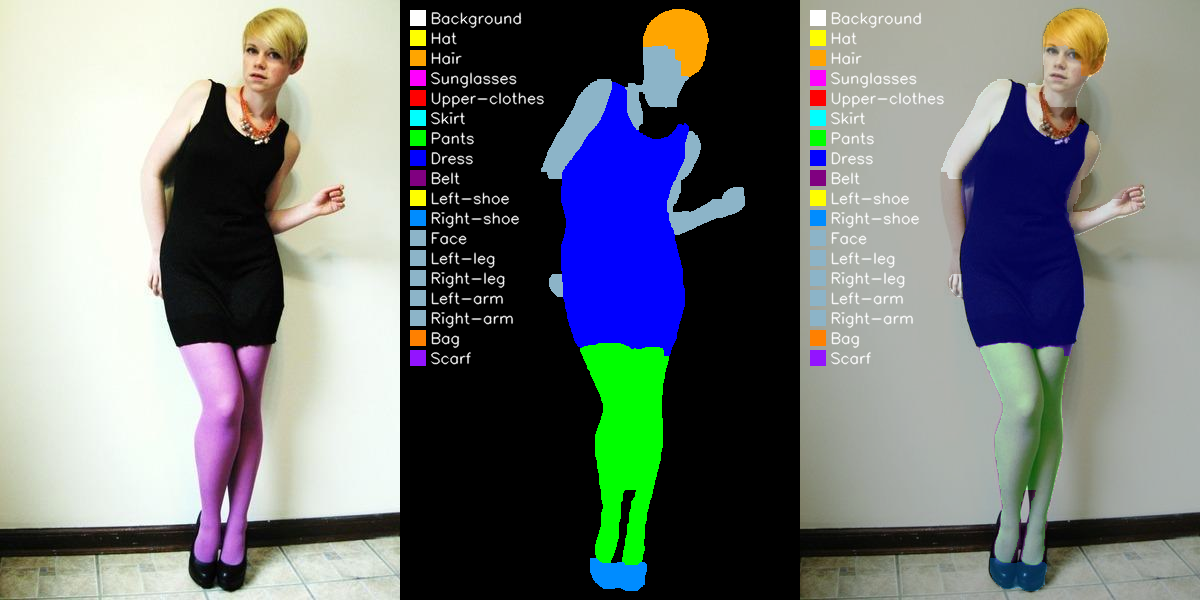 Background
Hat
Hair
Sunglasses
Upper-clothes
Skirt
Pants
Dress
Belt
Left-shoe
Right-shoe
Face
Left-leg
Right-leg
Left-arm
Right-arm
Bag
Scarf
Background
Hat
Hair
Sunglasses
Upper-clothes
Skirt
Pants
Dress
Belt
Left-shoe
Right-shoe
Face
Left-leg
Right-leg
Left-arm
Right-arm
Bag
Scarf